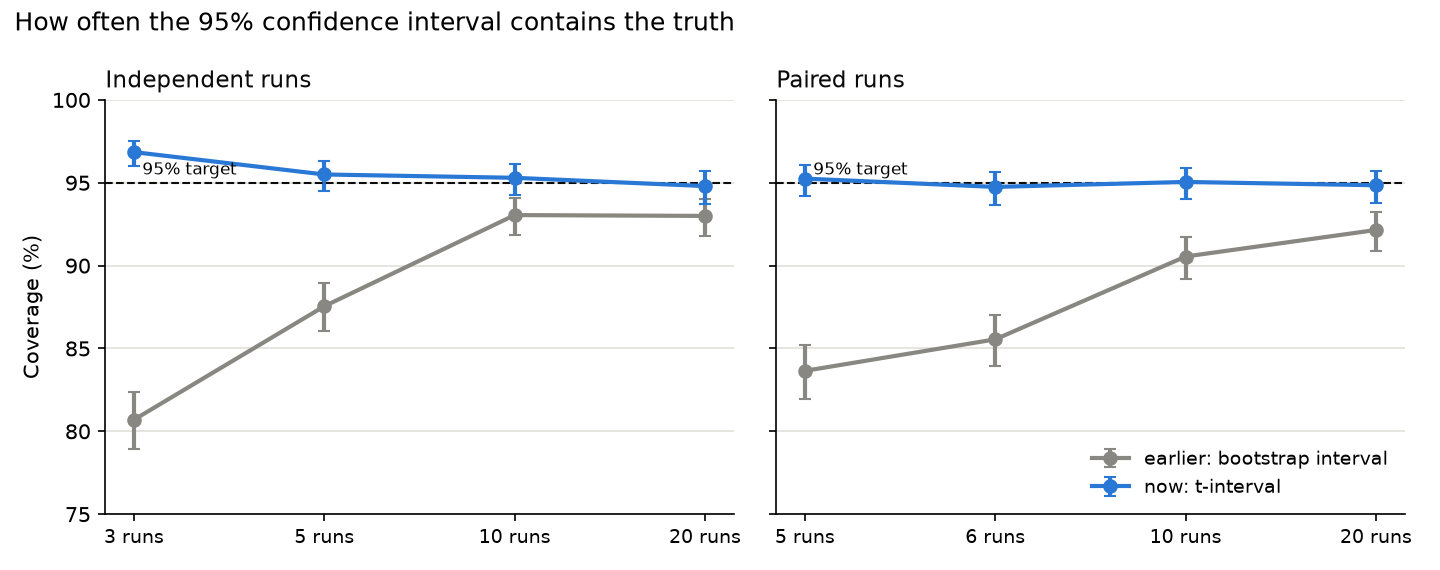 How often the 95% confidence interval contains the truth
Independent runs
Paired runs
Coverage (%)
100
95
90
85
80
75
95% target
95% target
earlier: bootstrap interval
now: t-interval
3 runs
5 runs
10 runs
20 runs
5 runs
6 runs
10 runs
20 runs